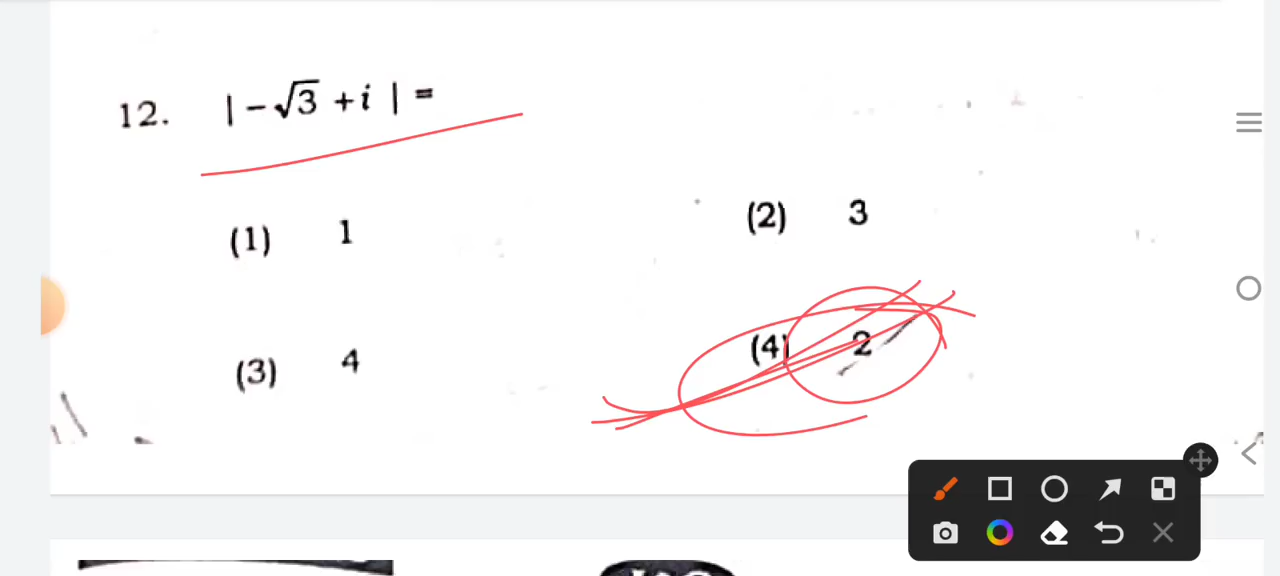 12. | −√3 + i | =
(1) 1 (2) 3
(3) 4 (4) 2